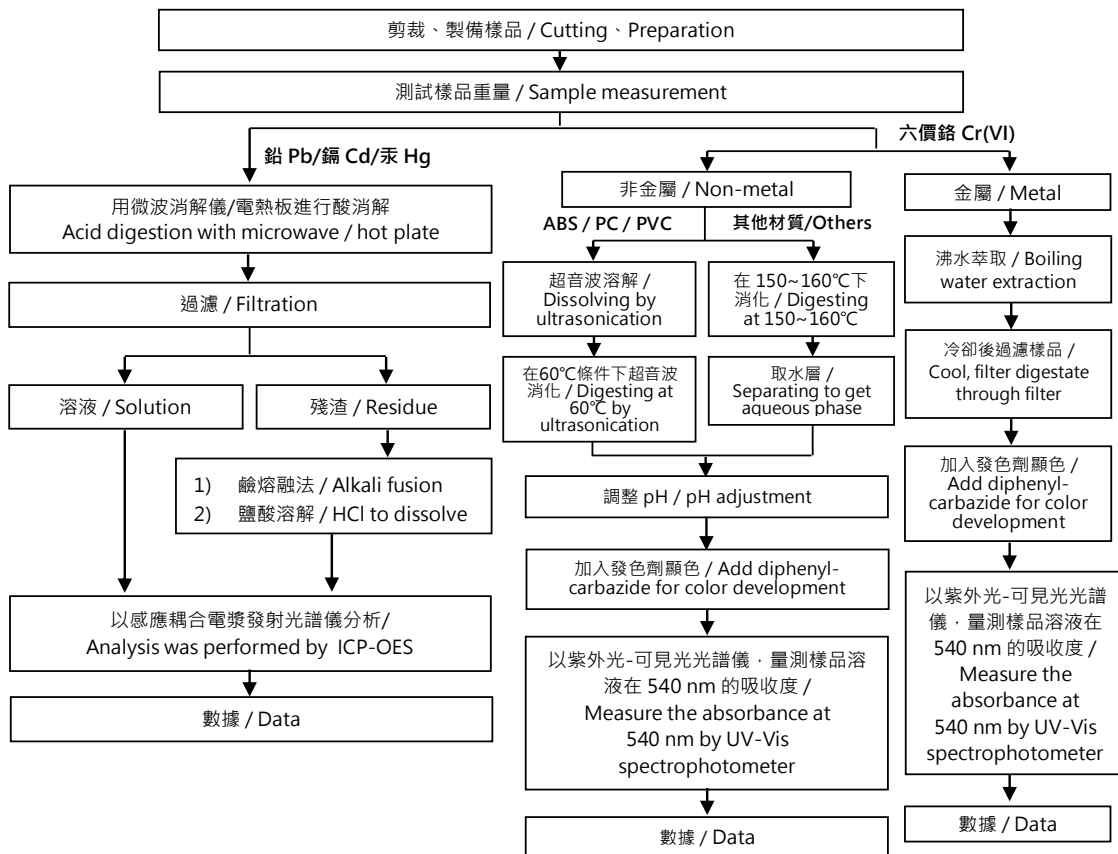 剪裁、製備樣品 / Cutting、Preparation
測試樣品重量 / Sample measurement
鉛 Pb/鎘 Cd/汞 Hg
用微波消解儀/電熱板進行酸消解
Acid digestion with microwave / hot plate
過濾 / Filtration
溶液 / Solution
殘渣 / Residue
1) 鹼熔融法 / Alkali fusion
2) 鹽酸溶解 / HCl to dissolve
以感應耦合電漿發射光譜儀分析/
Analysis was performed by ICP-OES
數據 / Data
六價鉻 Cr(VI)
非金屬 / Non-metal
ABS / PC / PVC
超音波溶解 /
Dissolving by
ultrasonication
在60℃條件下超音波
消化 / Digesting at
60℃ by
ultrasonication
其他材質/Others
在 150~160℃下
消化 / Digesting
at 150~160℃
取水層 /
Separating to get
aqueous phase
調整 pH / pH adjustment
加入發色劑顯色 / Add diphenyl-
carbazide for color development
以紫外光-可見光光譜儀，量測樣品溶
液在 540 nm 的吸收度 /
Measure the absorbance at
540 nm by UV-Vis
spectrophotometer
數據 / Data
金屬 / Metal
沸水萃取 / Boiling
water extraction
冷卻後過濾樣品 /
Cool, filter digestate
through filter
加入發色劑顯色 /
Add diphenyl-
carbazide for color
development
以紫外光-可見光光譜
儀，量測樣品溶液在
540 nm 的吸收度 /
Measure the
absorbance at
540 nm by UV-Vis
spectrophotometer
數據 / Data